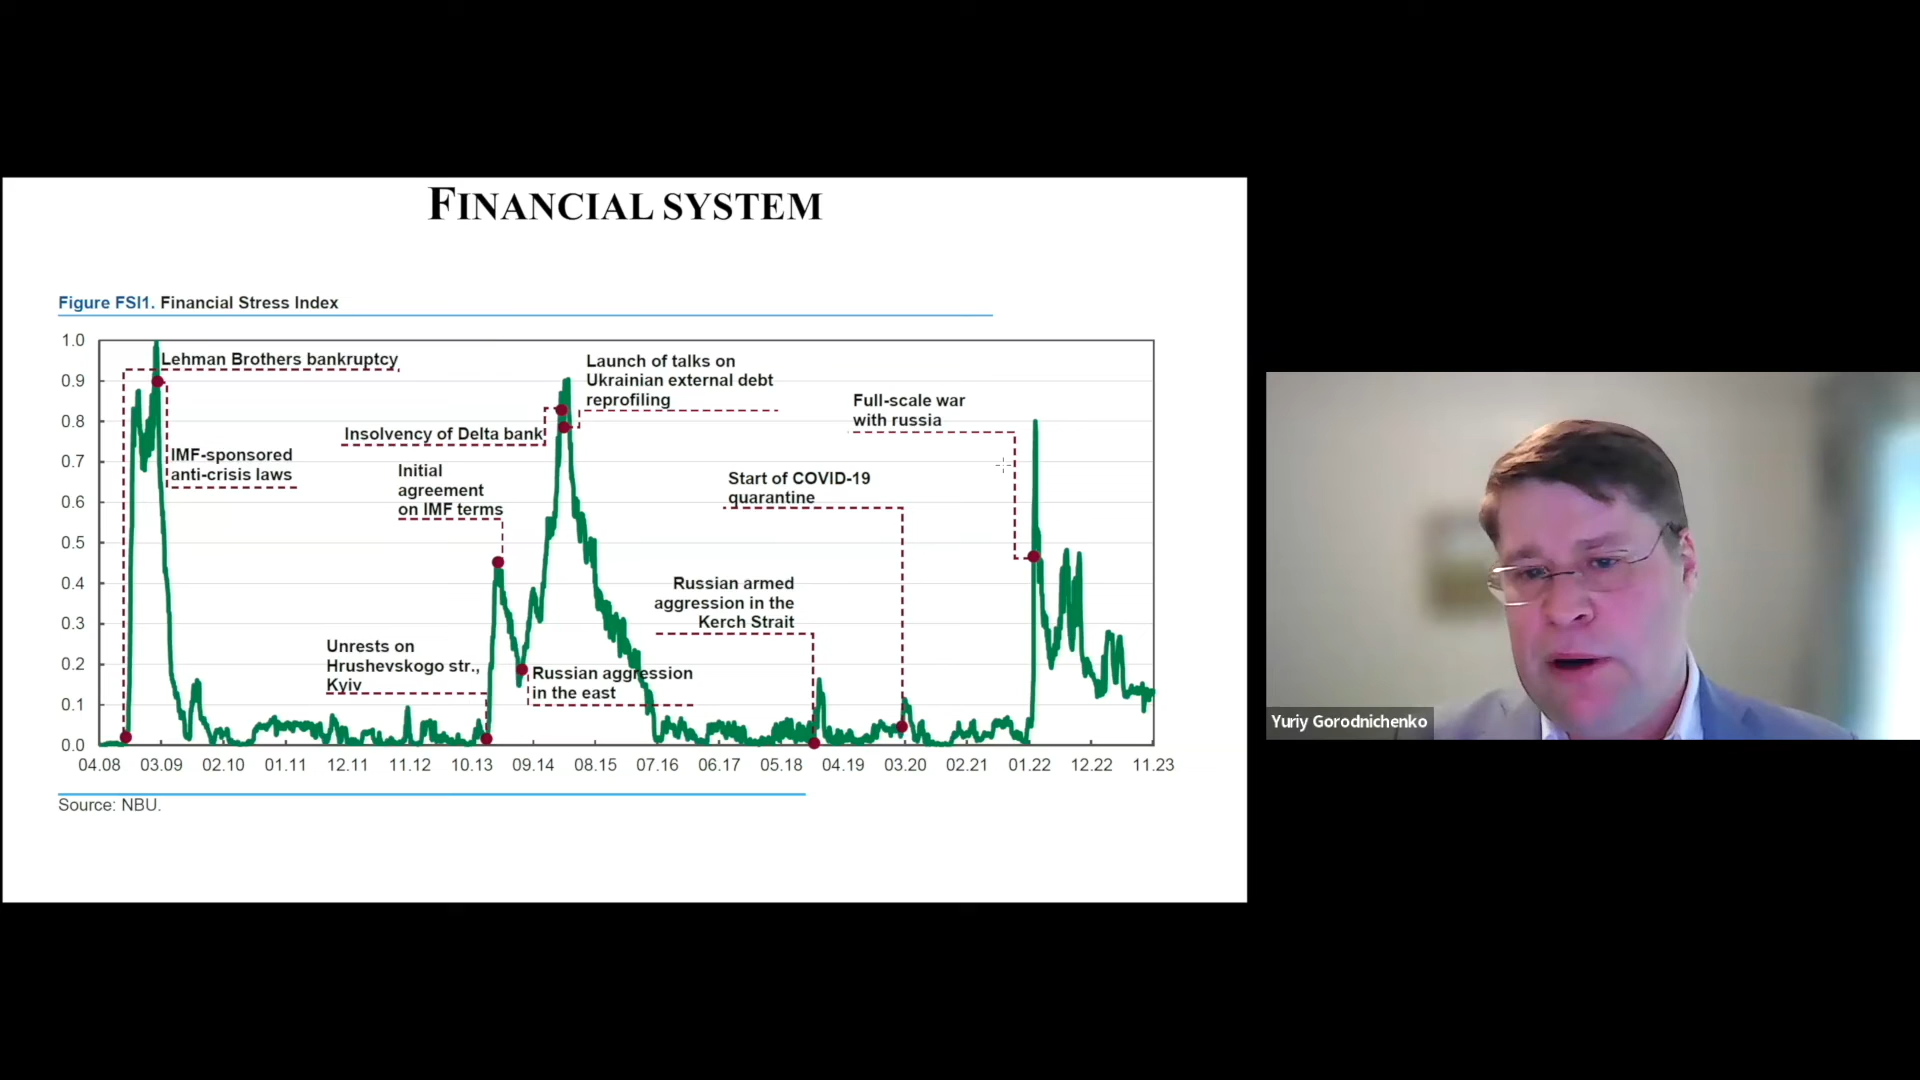 FINANCIAL SYSTEM
Figure FSI1. Financial Stress Index
1.0
0.9
0.8
0.7
0.6
0.5
0.4
0.3
0.2
0.1
0.0
Lehman Brothers bankruptcy
IMF-sponsored
anti-crisis laws
Unrests on
Hrushevskogo str.,
Kyiv
Initial
agreement
on IMF terms
Insolvency of Delta bank
Launch of talks on
Ukrainian external debt
reprofiling
Russian aggression
in the east
Russian armed
aggression in the
Kerch Strait
Start of COVID-19
quarantine
Full-scale war
with russia
04.08 03.09 02.10 01.11 12.11 11.12 10.13 09.14 08.15 07.16 06.17 05.18 04.19 03.20 02.21 01.22 12.22 11.23
Source: NBU.
Yuriy Gorodnichenko